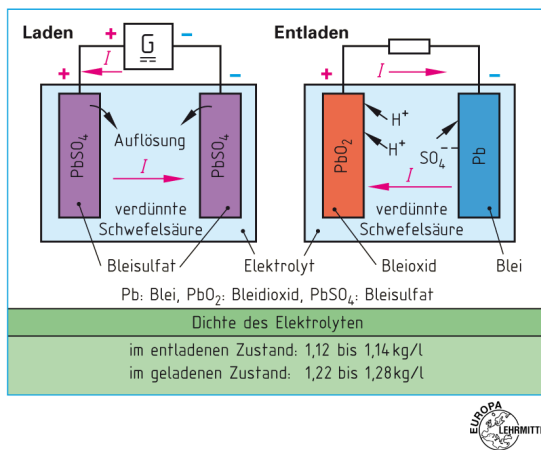 Laden
Entladen
+ G −
I
+ −
PbSO₄ PbSO₄
Auflösung
I
verdünnte
Schwefelsäure
I
+ −
PbO₂ Pb
H⁺
H⁺
SO₄⁻⁻
I
verdünnte
Schwefelsäure
Bleisulfat Elektrolyt Bleioxid Blei
Pb: Blei, PbO₂: Bleidioxid, PbSO₄: Bleisulfat
Dichte des Elektrolyten
im entladenen Zustand: 1,12 bis 1,14 kg/l
im geladenen Zustand: 1,22 bis 1,28 kg/l
EUROPA
LEHRMITT